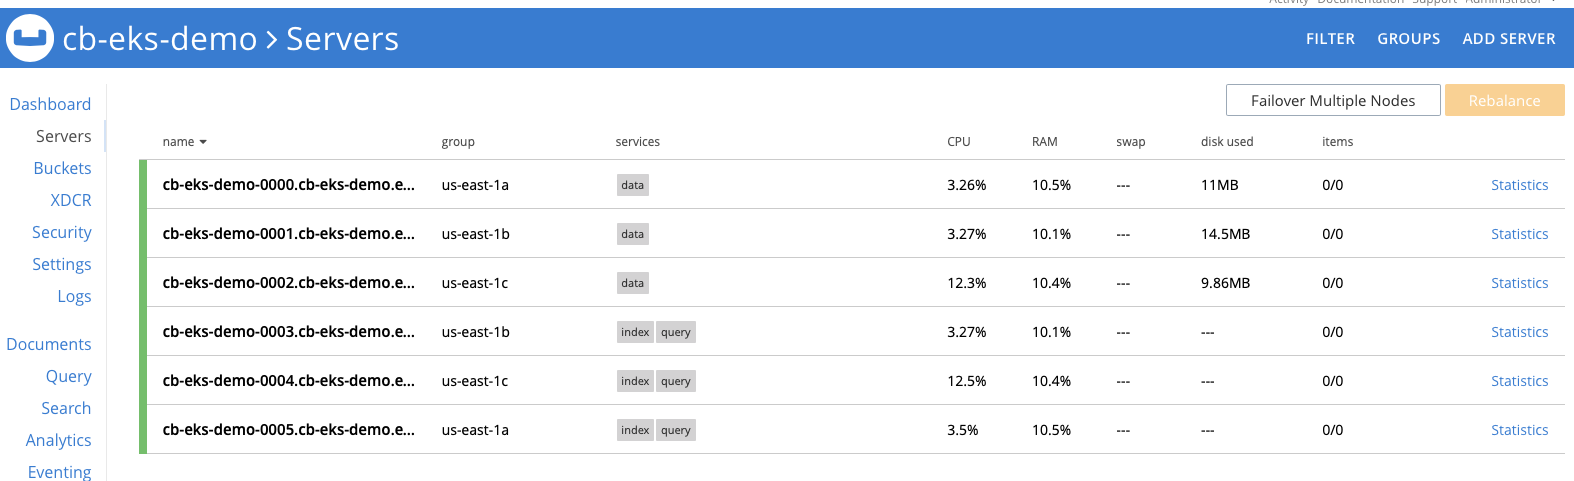 Activity Documentation Support Administrator
cb-eks-demo > Servers
FILTER GROUPS ADD SERVER
Dashboard
Servers
Buckets
XDCR
Security
Settings
Logs
Documents
Query
Search
Analytics
Eventing
Failover Multiple Nodes Rebalance
name group services CPU RAM swap disk used items
cb-eks-demo-0000.cb-eks-demo.e... us-east-1a data 3.26% 10.5% --- 11MB 0/0 Statistics
cb-eks-demo-0001.cb-eks-demo.e... us-east-1b data 3.27% 10.1% --- 14.5MB 0/0 Statistics
cb-eks-demo-0002.cb-eks-demo.e... us-east-1c data 12.3% 10.4% --- 9.86MB 0/0 Statistics
cb-eks-demo-0003.cb-eks-demo.e... us-east-1b index query 3.27% 10.1% --- --- 0/0 Statistics
cb-eks-demo-0004.cb-eks-demo.e... us-east-1c index query 12.5% 10.4% --- --- 0/0 Statistics
cb-eks-demo-0005.cb-eks-demo.e... us-east-1a index query 3.5% 10.5% --- --- 0/0 Statistics